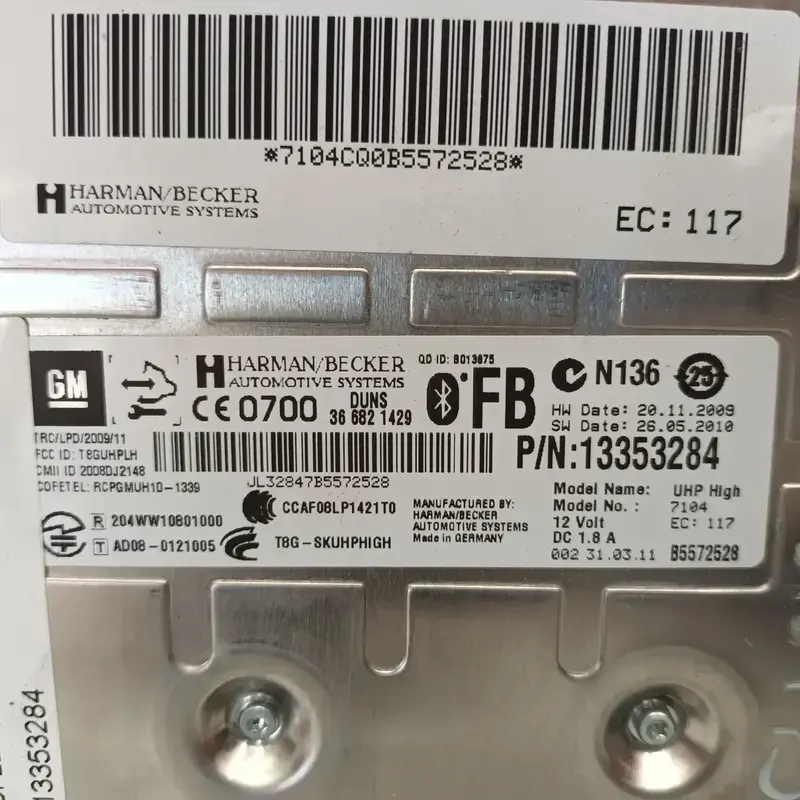 *7104CQ0B5572528*
HARMAN/BECKER
AUTOMOTIVE SYSTEMS
EC: 117
GM
HARMAN/BECKER
AUTOMOTIVE SYSTEMS
CE 0700
DUNS
36 682 1429
QD ID: B013675
FB
N136
25
HW Date: 20.11.2009
SW Date: 26.05.2010
P/N:13353284
TRC/LPD/2009/11
FCC ID: T8GUHPLH
CMII ID 2008DJ2148
COFETEL: RCPGMUH10-1339
JL32847B5572528
R 204WW10801000
T AD08-0121005
CCAF08LP1421T0
T8G-SKUHPHIGH
MANUFACTURED BY:
HARMAN/BECKER
AUTOMOTIVE SYSTEMS
Made in GERMANY
Model Name: UHP High
Model No.: 7104
12 Volt EC: 117
DC 1.8 A
002 31.03.11 B5572528
13353284